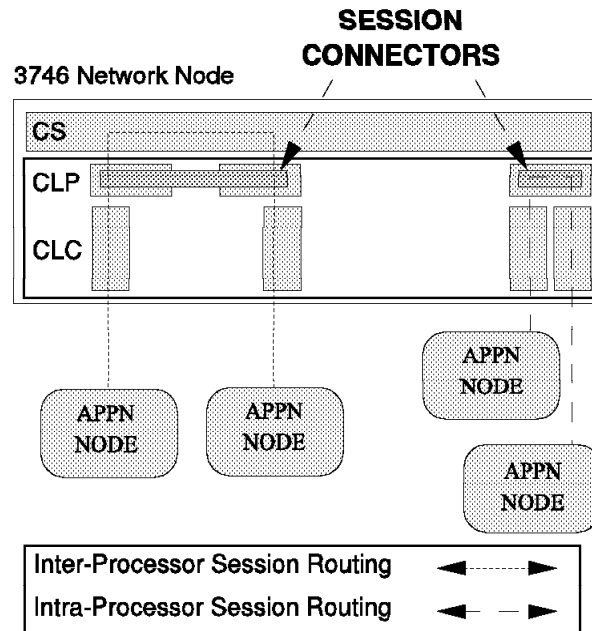 SESSION
CONNECTORS
3746 Network Node
CS
CLP
CLC
APPN
NODE
APPN
NODE
APPN
NODE
APPN
NODE
Inter-Processor Session Routing
Intra-Processor Session Routing